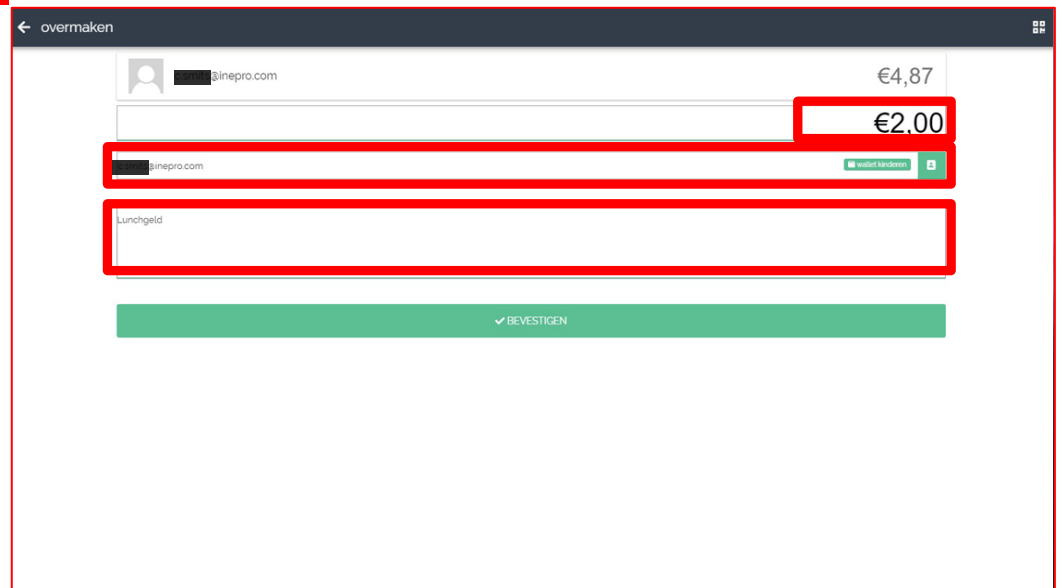 overmaken
@inepro.com
€4,87
€2,00
@inepro.com
wallet kinderen
Lunchgeld
BEVESTIGEN